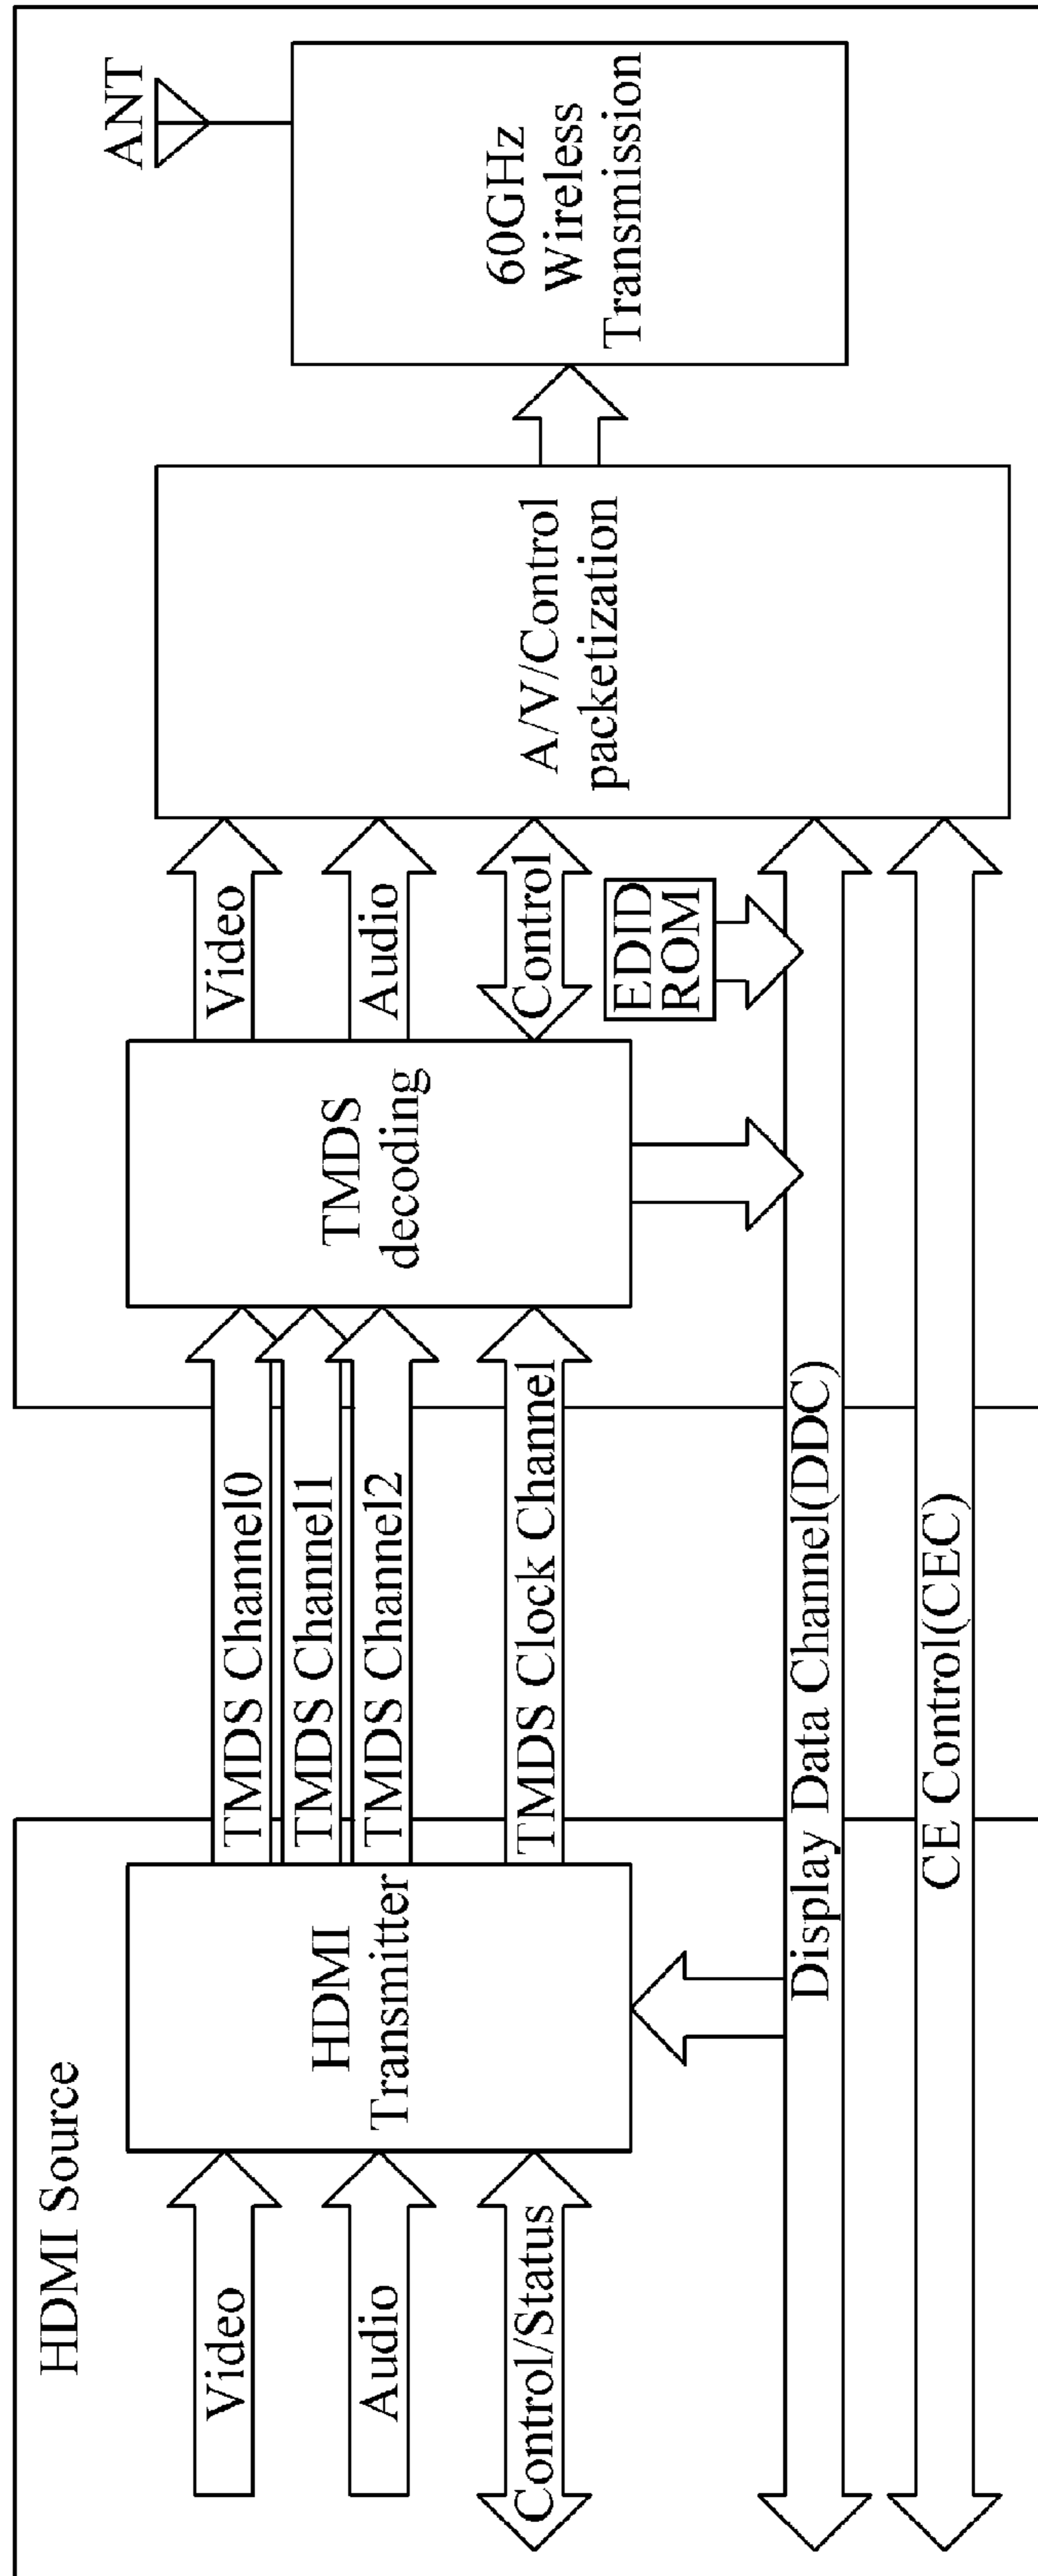 HDMI Source
Video
Audio
Control/Status
HDMI
Transmitter
TMDS Channel0
TMDS Channel1
TMDS Channel2
TMDS Clock Channel
Display Data Channel(DDC)
CE Control(CEC)
TMDS
decoding
Video
Audio
Control
EDID
ROM
A/V/Control
packetization
60GHz
Wireless
Transmission
ANT